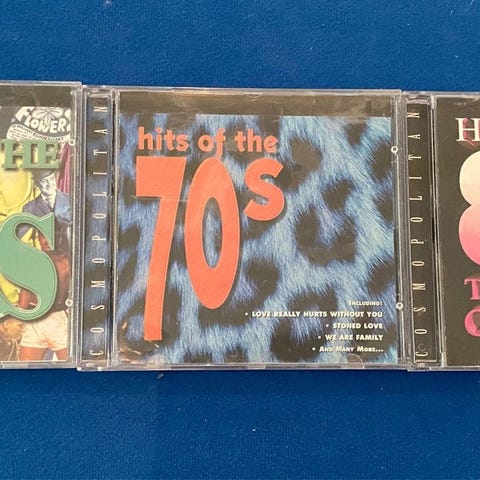 FLOWER
THE
S
COSMOPOLITAN
hits of the
70s
INCLUDING:
• LOVE REALLY HURTS WITHOUT YOU
• STONED LOVE
• WE ARE FAMILY
• AND MANY MORE...
COSMOPOLITAN
H
8
T